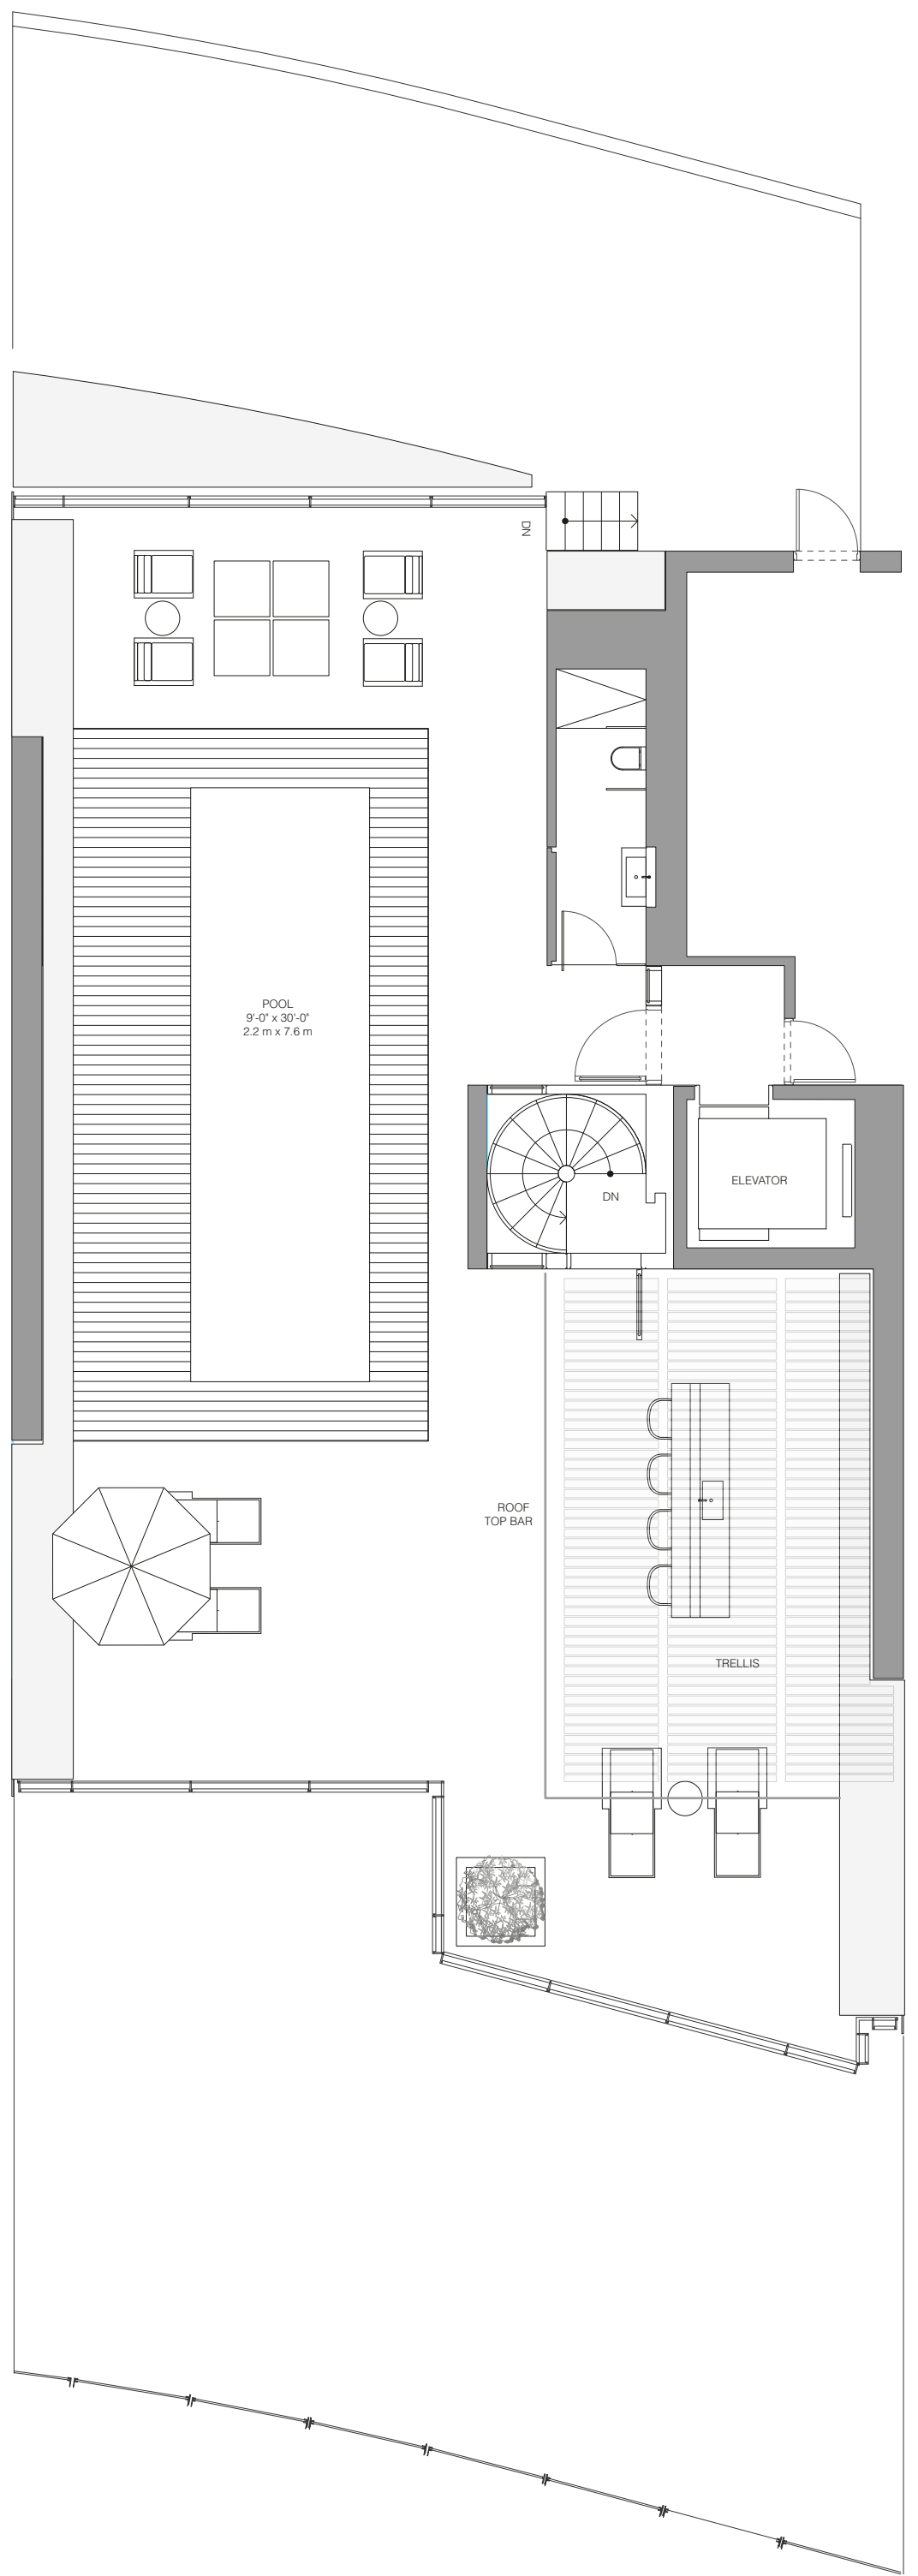 DN
POOL
9'-0" x 30'-0"
2.2 m x 7.6 m
ELEVATOR
DN
ROOF
TOP BAR
TRELLIS